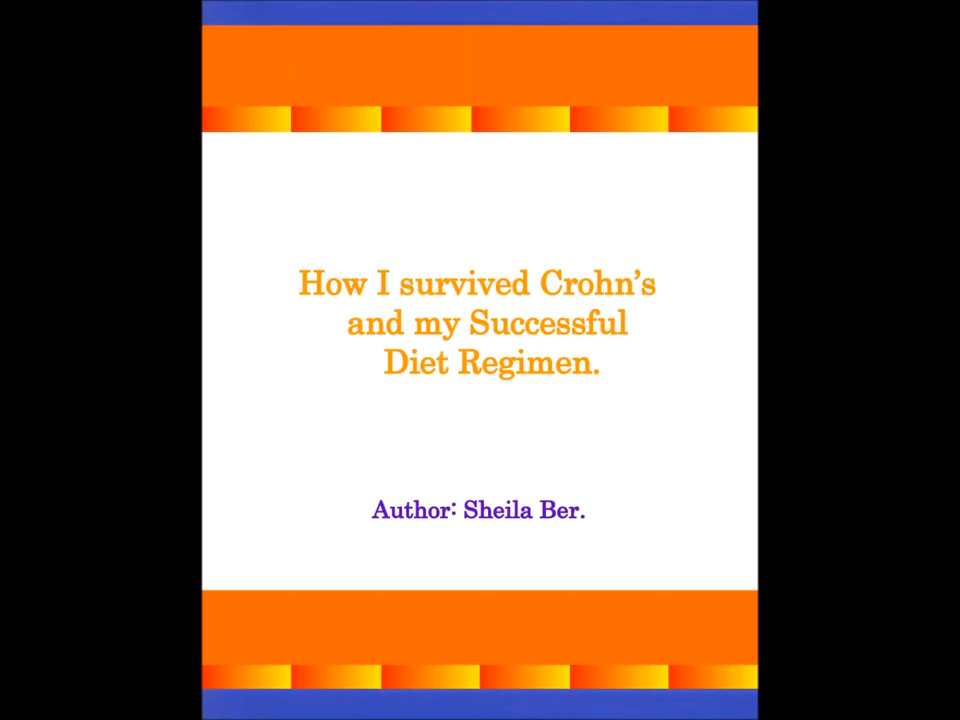 How I survived Crohn’s
and my Successful
Diet Regimen.
Author: Sheila Ber.